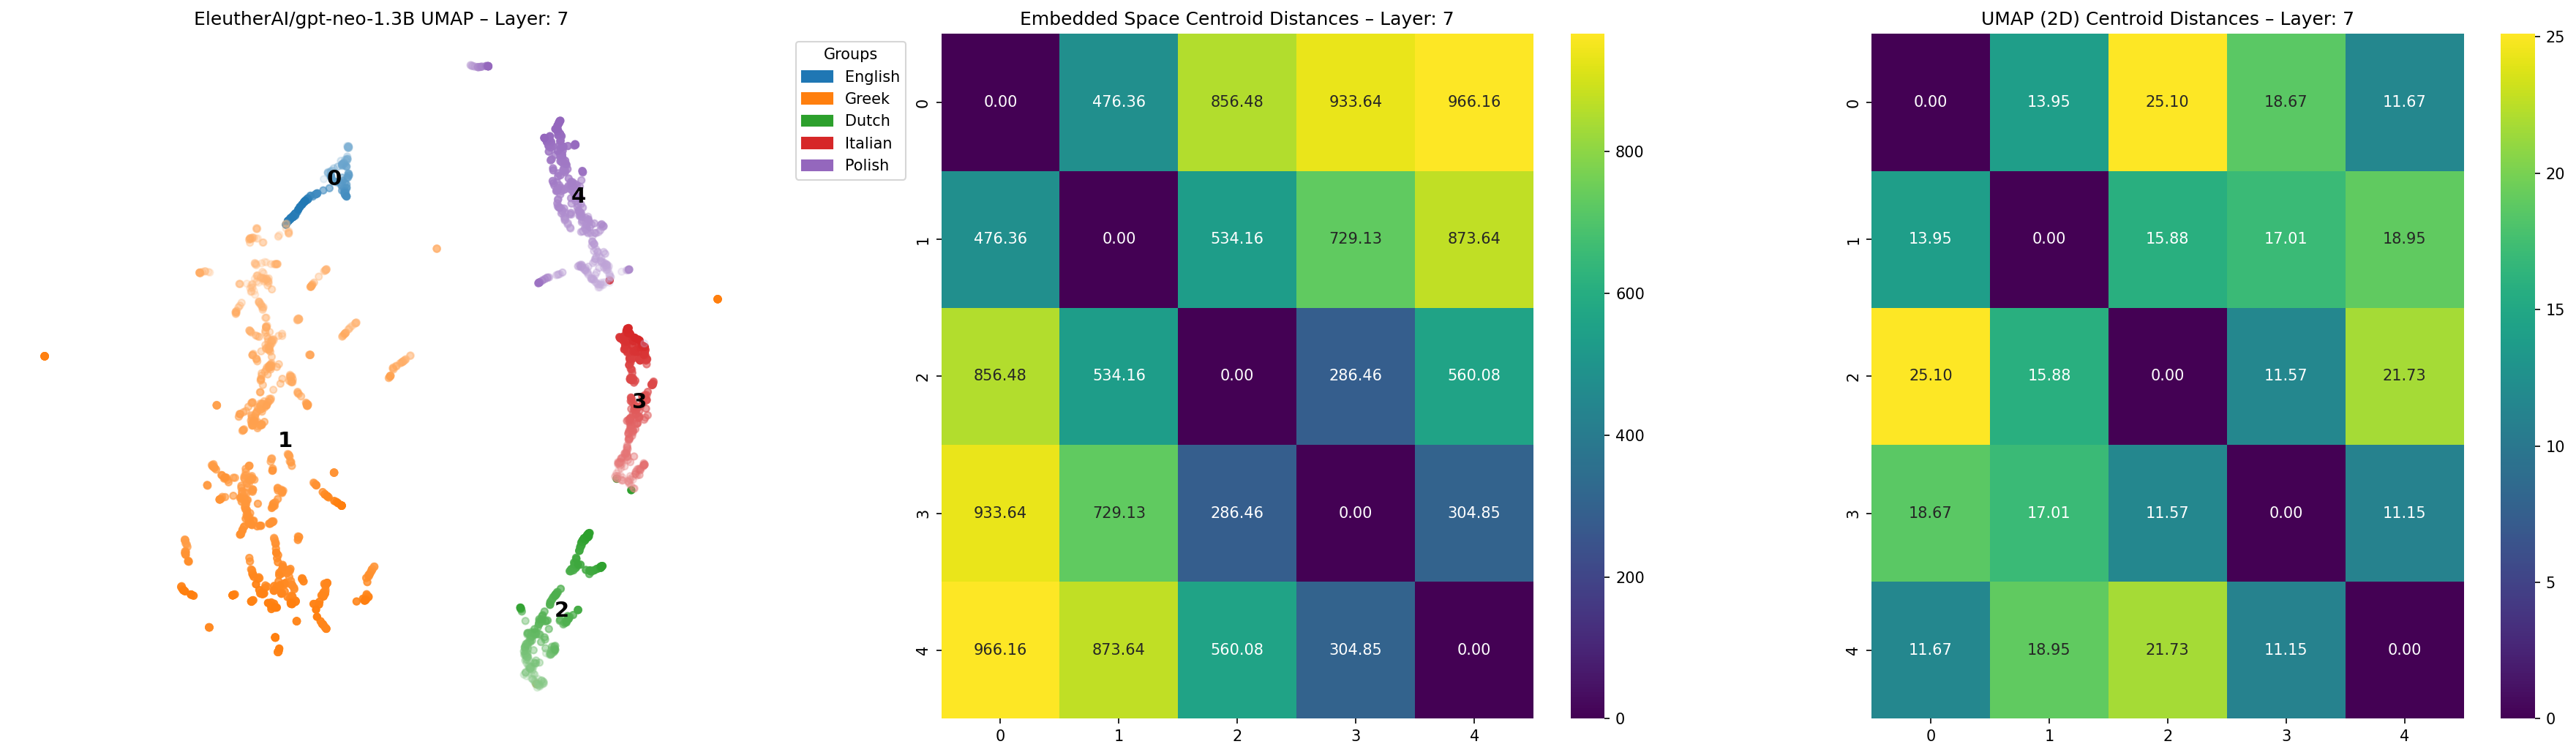 EleutherAI/gpt-neo-1.3B UMAP – Layer: 7
Groups
English
Greek
Dutch
Italian
Polish
0
4
1
3
2
Embedded Space Centroid Distances – Layer: 7
0 0.00 476.36 856.48 933.64 966.16
1 476.36 0.00 534.16 729.13 873.64
2 856.48 534.16 0.00 286.46 560.08
3 933.64 729.13 286.46 0.00 304.85
4 966.16 873.64 560.08 304.85 0.00
0 1 2 3 4
800
600
400
200
0
UMAP (2D) Centroid Distances – Layer: 7
0 0.00 13.95 25.10 18.67 11.67
1 13.95 0.00 15.88 17.01 18.95
2 25.10 15.88 0.00 11.57 21.73
3 18.67 17.01 11.57 0.00 11.15
4 11.67 18.95 21.73 11.15 0.00
0 1 2 3 4
25
20
15
10
5
0